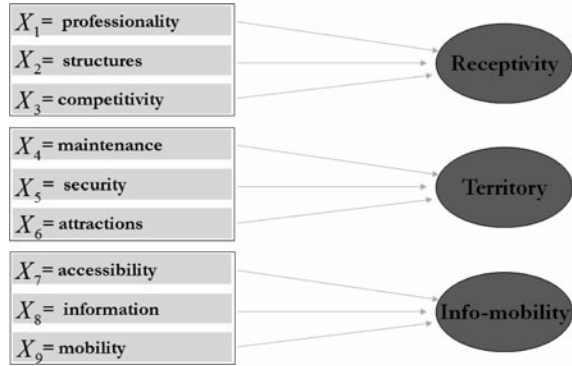 X1= professionality
X2= structures
X3= competitivity
Receptivity
X4= maintenance
X5= security
X6= attractions
Territory
X7= accessibility
X8= information
X9= mobility
Info-mobility